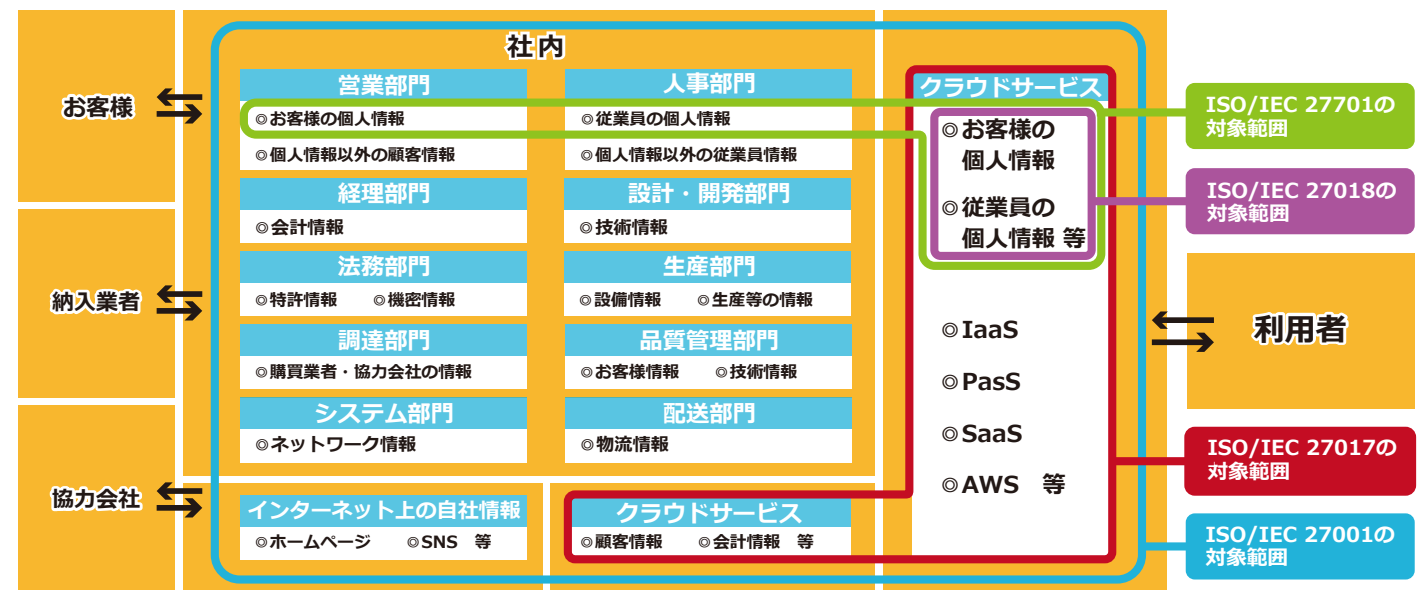 社内
お客様
納入業者
協力会社
営業部門
◎お客様の個人情報
◎個人情報以外の顧客情報
人事部門
◎従業員の個人情報
◎個人情報以外の従業員情報
経理部門
◎会計情報
設計・開発部門
◎技術情報
法務部門
◎特許情報 ◎機密情報
生産部門
◎設備情報 ◎生産等の情報
調達部門
◎購買業者・協力会社の情報
品質管理部門
◎お客様情報 ◎技術情報
システム部門
◎ネットワーク情報
配送部門
◎物流情報
インターネット上の自社情報
◎ホームページ ◎SNS 等
クラウドサービス
◎顧客情報 ◎会計情報 等
クラウドサービス
◎お客様の
個人情報
◎従業員の
個人情報 等
◎IaaS
◎PasS
◎SaaS
◎AWS 等
ISO/IEC 27701の
対象範囲
ISO/IEC 27018の
対象範囲
利用者
ISO/IEC 27017の
対象範囲
ISO/IEC 27001の
対象範囲